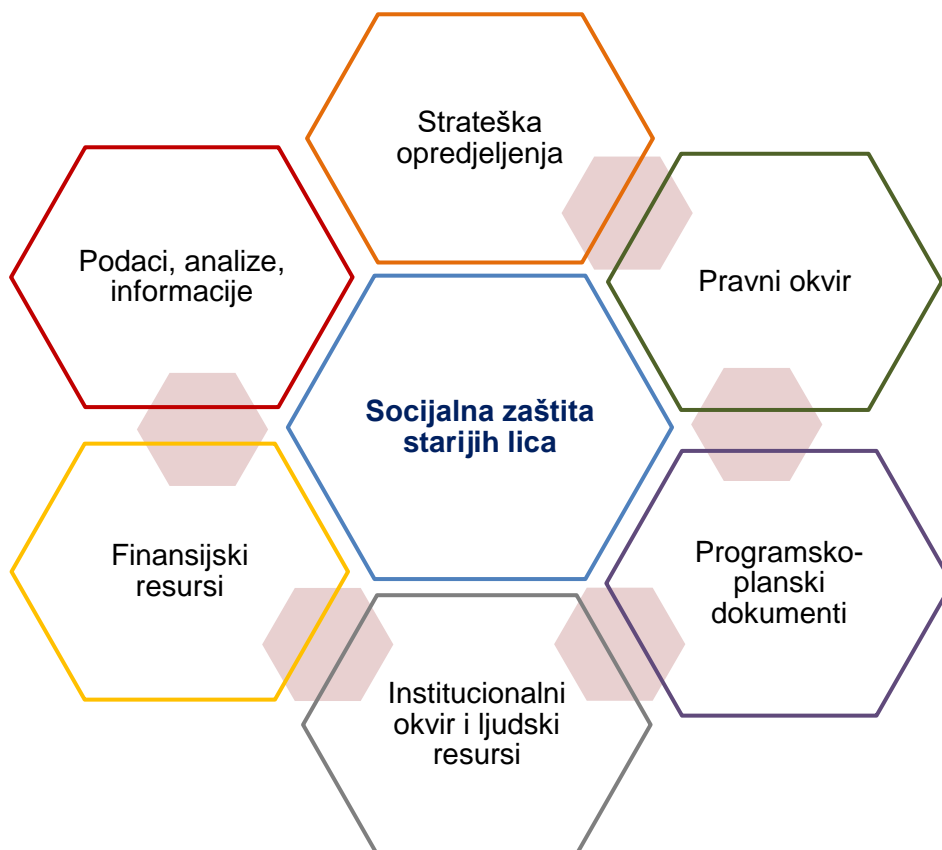 Strateška
opredjeljenja
Podaci, analize,
informacije
Pravni okvir
Socijalna zaštita
starijih lica
Finansijski
resursi
Programsko-
planski
dokumenti
Institucionalni
okvir i ljudski
resursi